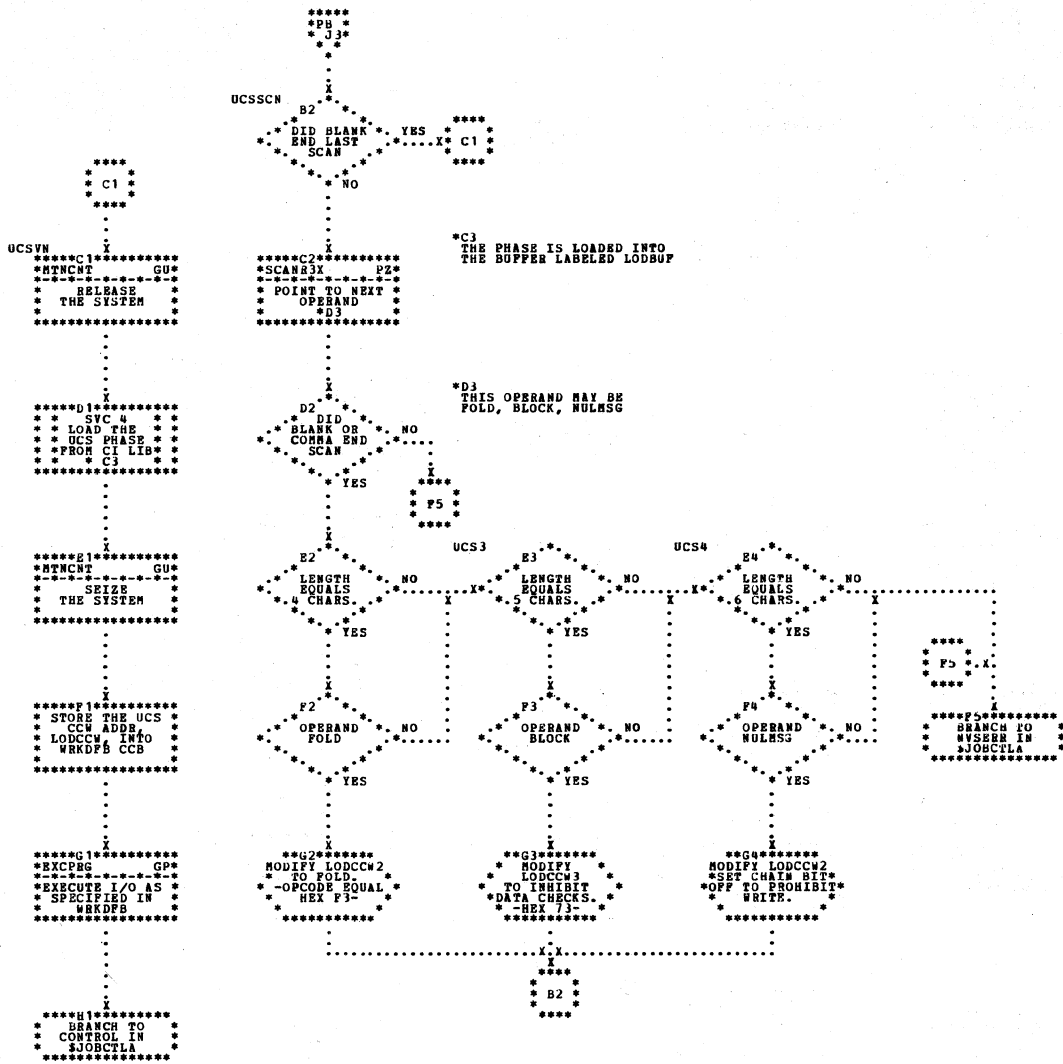 PB
J3
UCSSCN
B2
DID BLANK
END LAST
SCAN
YES
C1
NO
C1
UCSVN
C1
MTNCNT GU
RELEASE
THE SYSTEM
C2
SCANR3X PZ
POINT TO NEXT
OPERAND
*D3
*C3
THE PHASE IS LOADED INTO
THE BUFFER LABELED LODBUF
D1
SVC 4
LOAD THE
UCS PHASE
FROM CI LIB
* C3
D2
DID
BLANK OR
COMMA END
SCAN
NO
YES
F5
*D3
THIS OPERAND MAY BE
FOLD, BLOCK, NULMSG
E1
MTNCNT GU
SEIZE
THE SYSTEM
E2
LENGTH
EQUALS
4 CHARS.
NO
YES
UCS3
E3
LENGTH
EQUALS
5 CHARS.
NO
YES
UCS4
E4
LENGTH
EQUALS
6 CHARS.
NO
YES
F5
F1
STORE THE UCS
CCW ADDR,
LODCCW, INTO
WRKDFB CCB
F2
OPERAND
FOLD
NO
YES
F3
OPERAND
BLOCK
NO
YES
F4
OPERAND
NULMSG
NO
YES
F5
BRANCH TO
NVSERR IN
$JOBCTLA
G1
EXCPRG GP
EXECUTE I/O AS
SPECIFIED IN
WRKDFB
G2
MODIFY LODCCW2
TO FOLD.
-OPCODE EQUAL
HEX F3-
G3
MODIFY
LODCCW3
TO INHIBIT
DATA CHECKS.
-HEX 73-
G4
MODIFY LODCCW2
SET CHAIN BIT
OFF TO PROHIBIT
WRITE.
B2
H1
BRANCH TO
CONTROL IN
$JOBCTLA